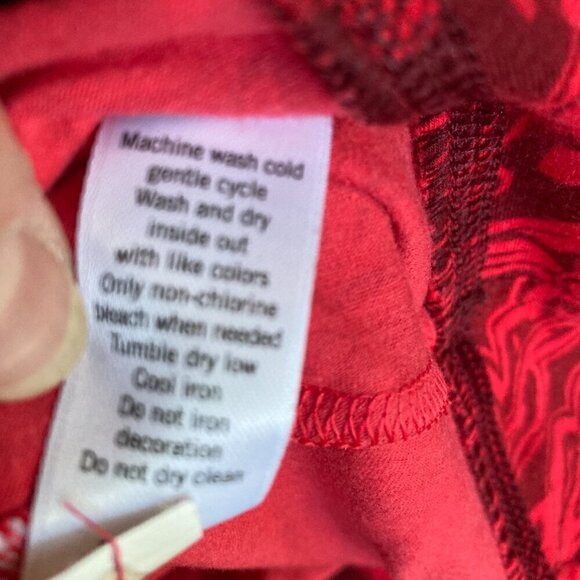 Machine wash cold
gentle cycle
Wash and dry
inside out
with like colors
Only non-chlorine
bleach when needed
Tumble dry low
Cool iron
Do not iron
decoration
Do not dry clean